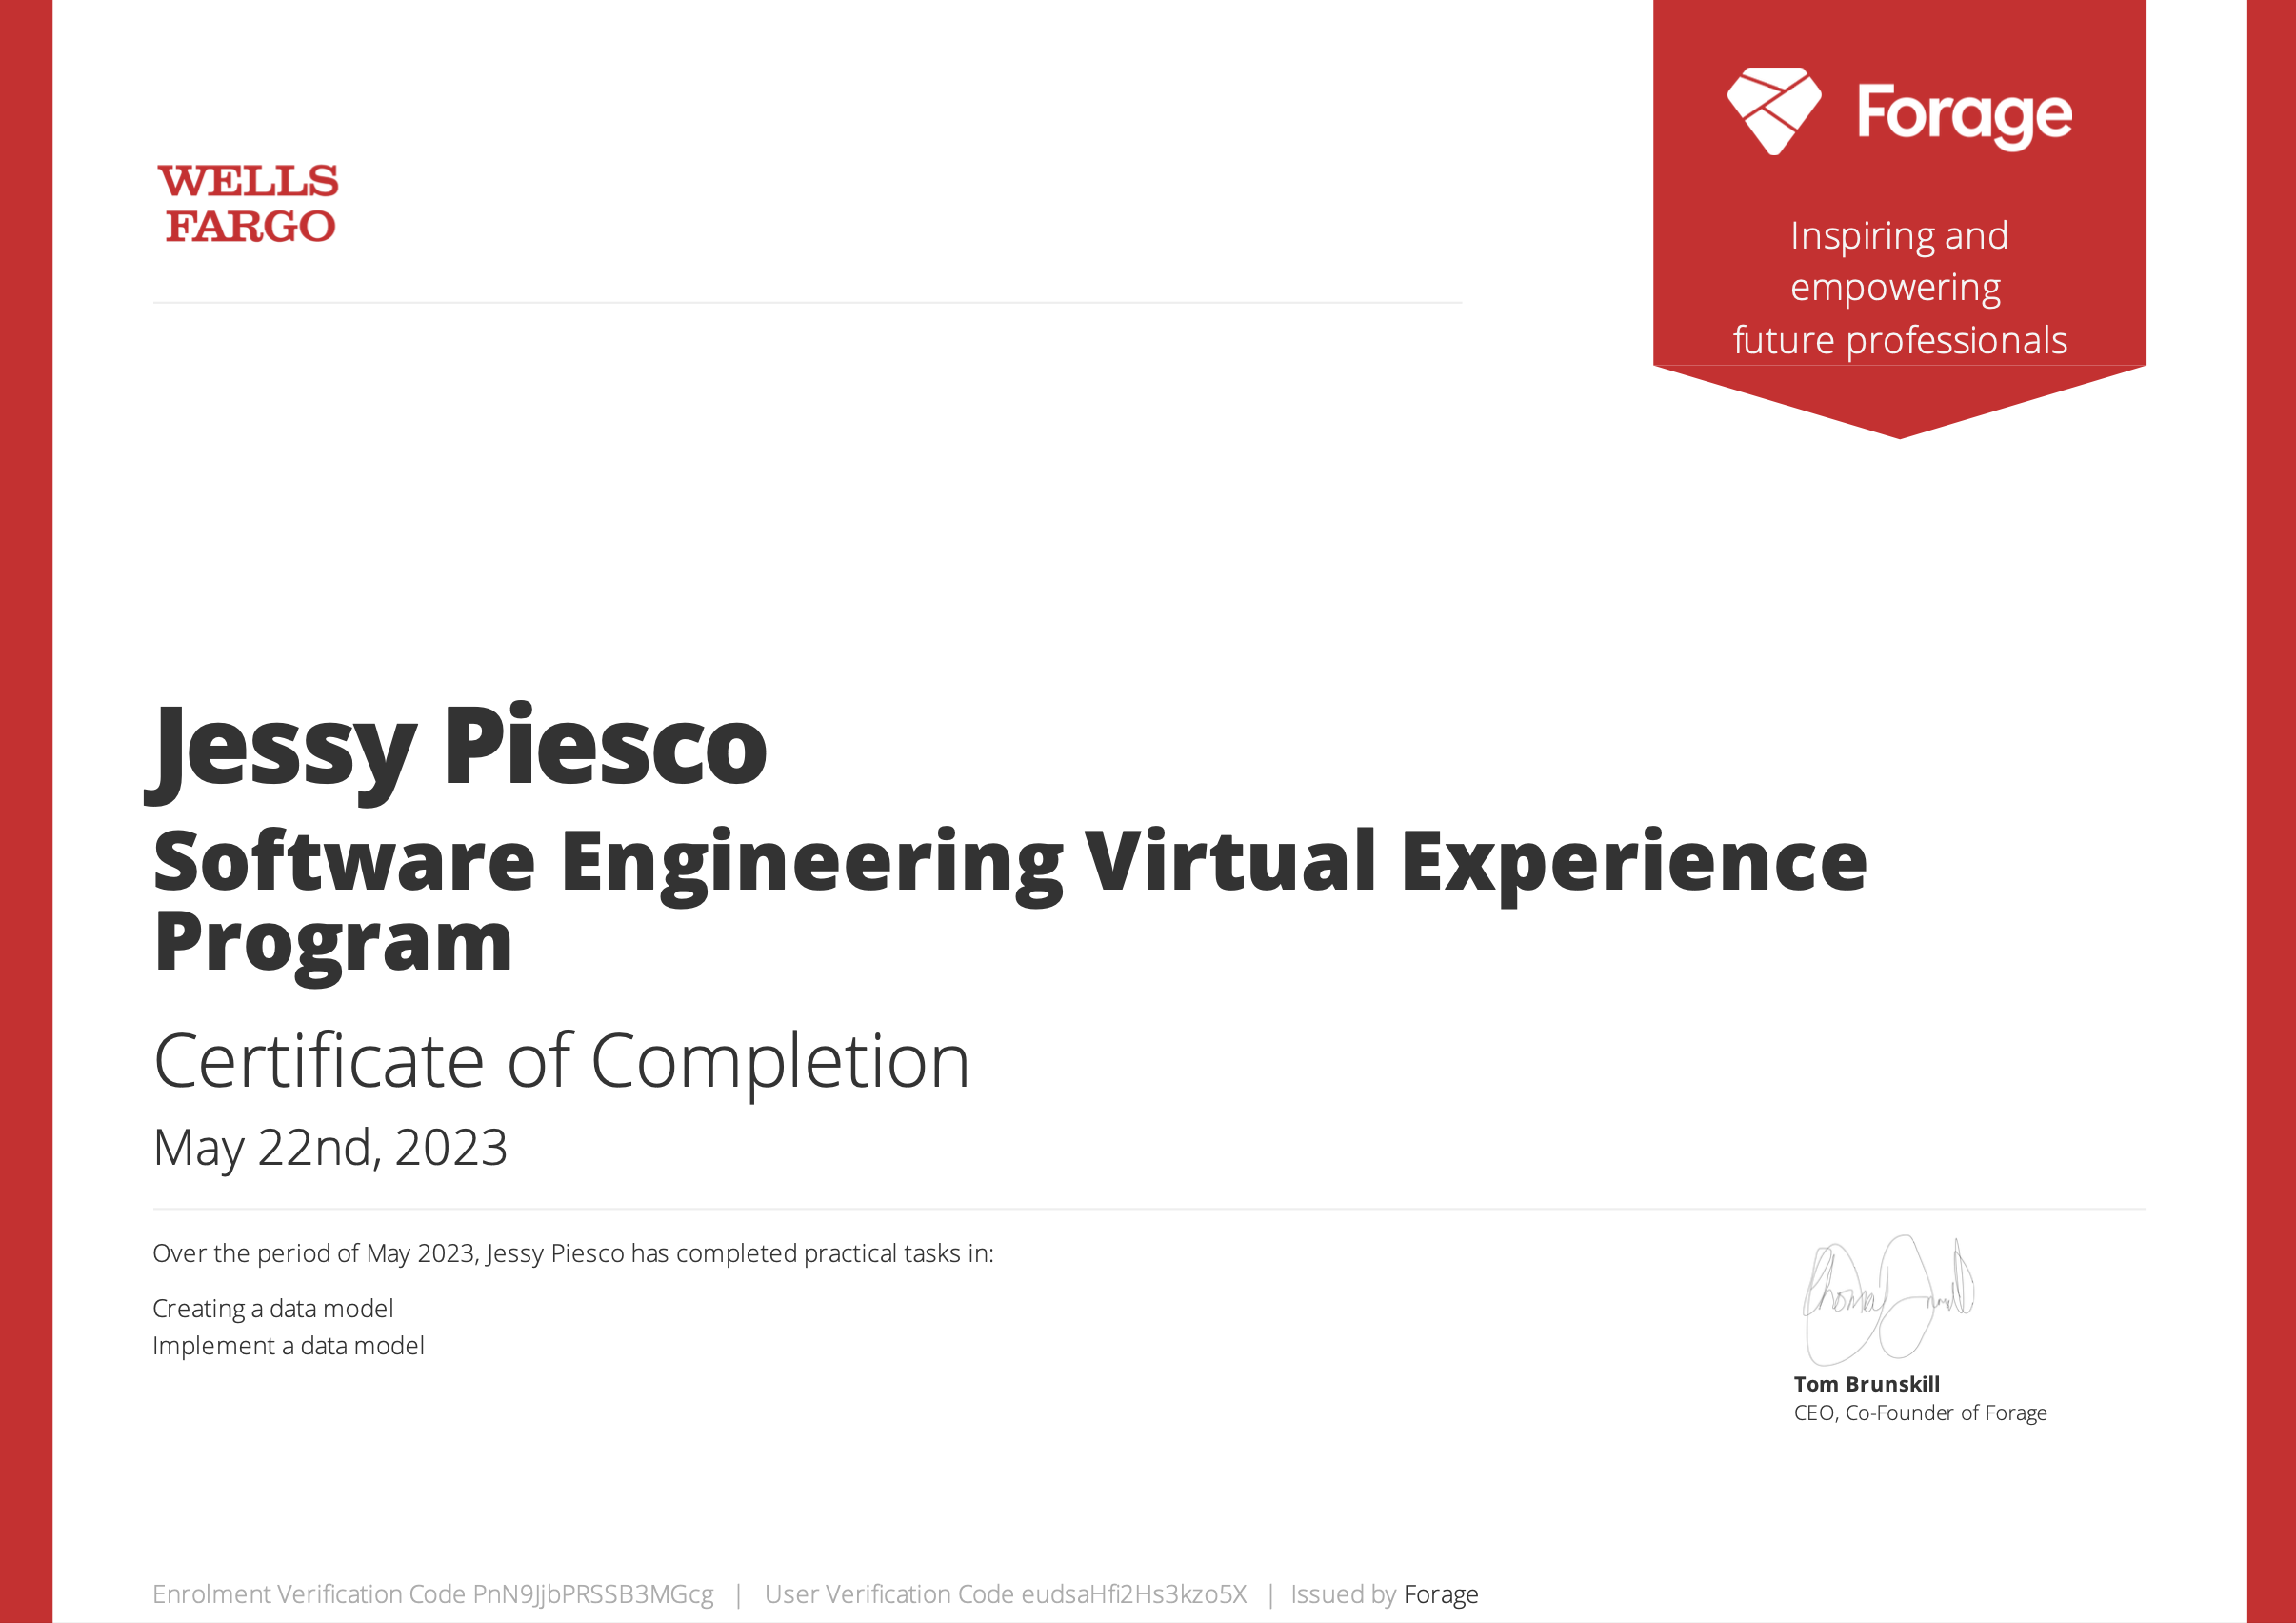 WELLS
FARGO
Forage
Inspiring and
empowering
future professionals
Jessy Piesco
Software Engineering Virtual Experience
Program
Certificate of Completion
May 22nd, 2023
Over the period of May 2023, Jessy Piesco has completed practical tasks in:
Creating a data model
Implement a data model
Tom Brunskill
CEO, Co-Founder of Forage
Enrolment Verification Code PnN9JjbPRSSB3MGcg | User Verification Code eudsaHfi2Hs3kzo5X | Issued by Forage